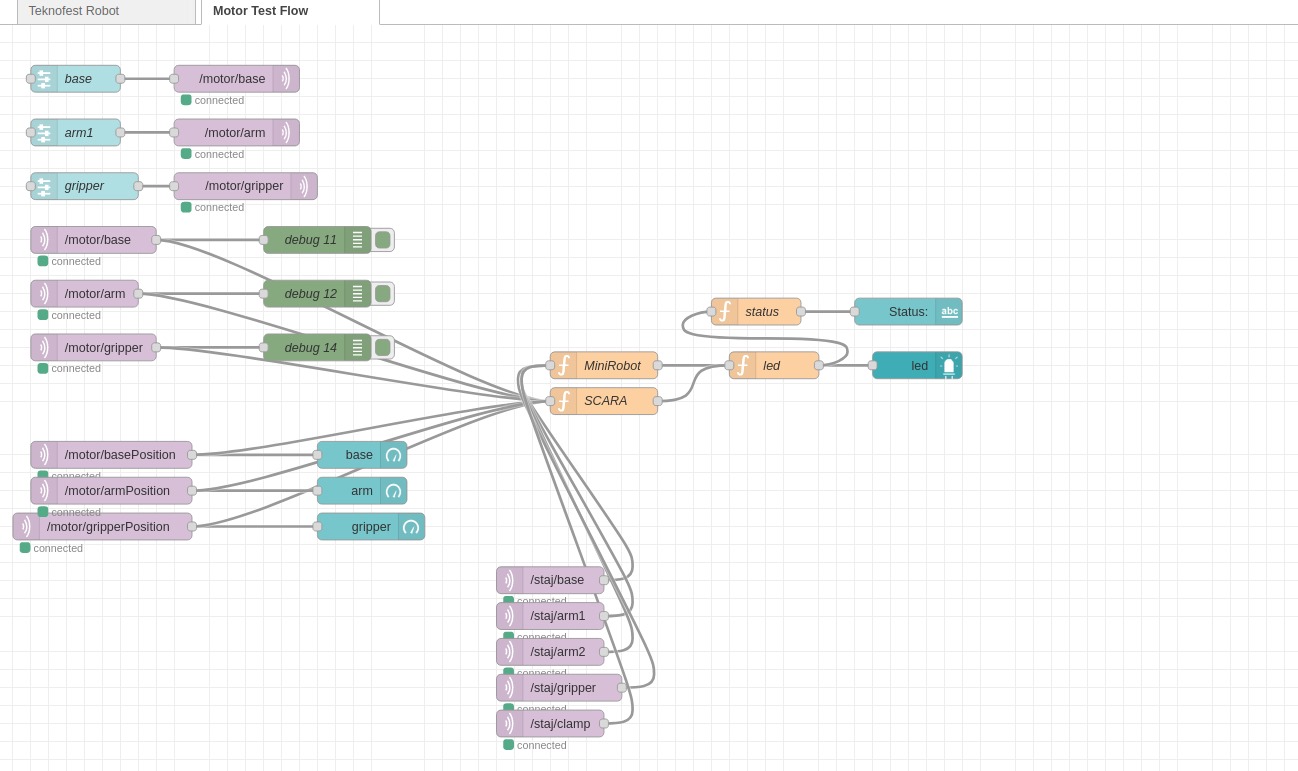 Teknofest Robot
Motor Test Flow
base
/motor/base
connected
arm1
/motor/arm
connected
gripper
/motor/gripper
connected
/motor/base
debug 11
connected
/motor/arm
debug 12
connected
status
Status:
abc
/motor/gripper
debug 14
connected
MiniRobot
led
led
SCARA
/motor/basePosition
base
connected
/motor/armPosition
arm
connected
/motor/gripperPosition
gripper
connected
/staj/base
connected
/staj/arm1
connected
/staj/arm2
connected
/staj/gripper
connected
/staj/clamp
connected